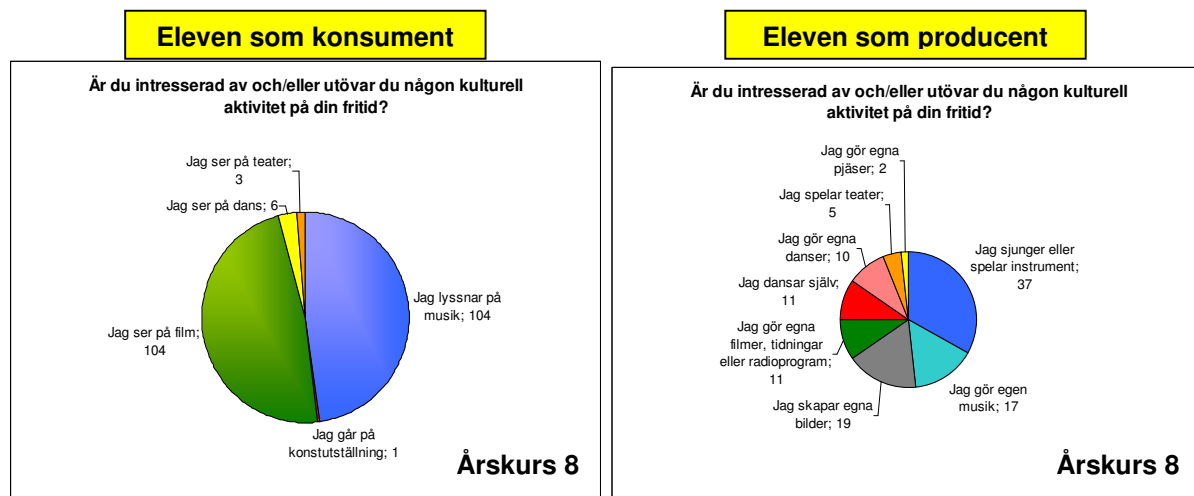 Eleven som konsument
Är du intresserad av och/eller utövar du någon kulturell
aktivitet på din fritid?
Jag ser på teater;
3
Jag ser på dans; 6
Jag lyssnar på
musik; 104
Jag ser på film;
104
Jag går på
konstutställning; 1
Årskurs 8
Eleven som producent
Är du intresserad av och/eller utövar du någon kulturell
aktivitet på din fritid?
Jag gör egna
pjäser; 2
Jag spelar teater;
5
Jag gör egna
danser; 10
Jag sjunger eller
spelar instrument;
37
Jag dansar själv;
11
Jag gör egna
filmer, tidningar
eller radioprogram;
11
Jag gör egen
musik; 17
Jag skapar egna
bilder; 19
Årskurs 8